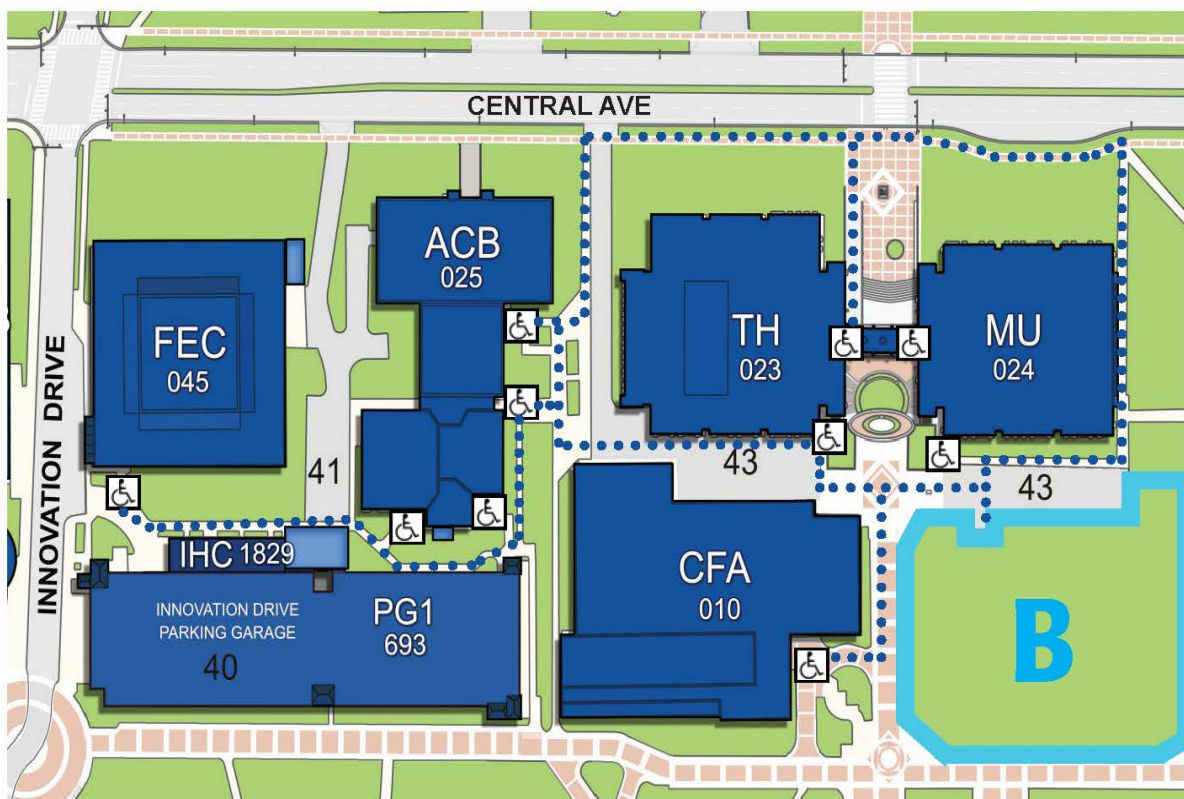 CENTRAL AVE
INNOVATION DRIVE
ACB
025
FEC
045
TH
023
MU
024
41
43
43
IHC 1829
CFA
010
INNOVATION DRIVE
PARKING GARAGE
40
PG1
693
B